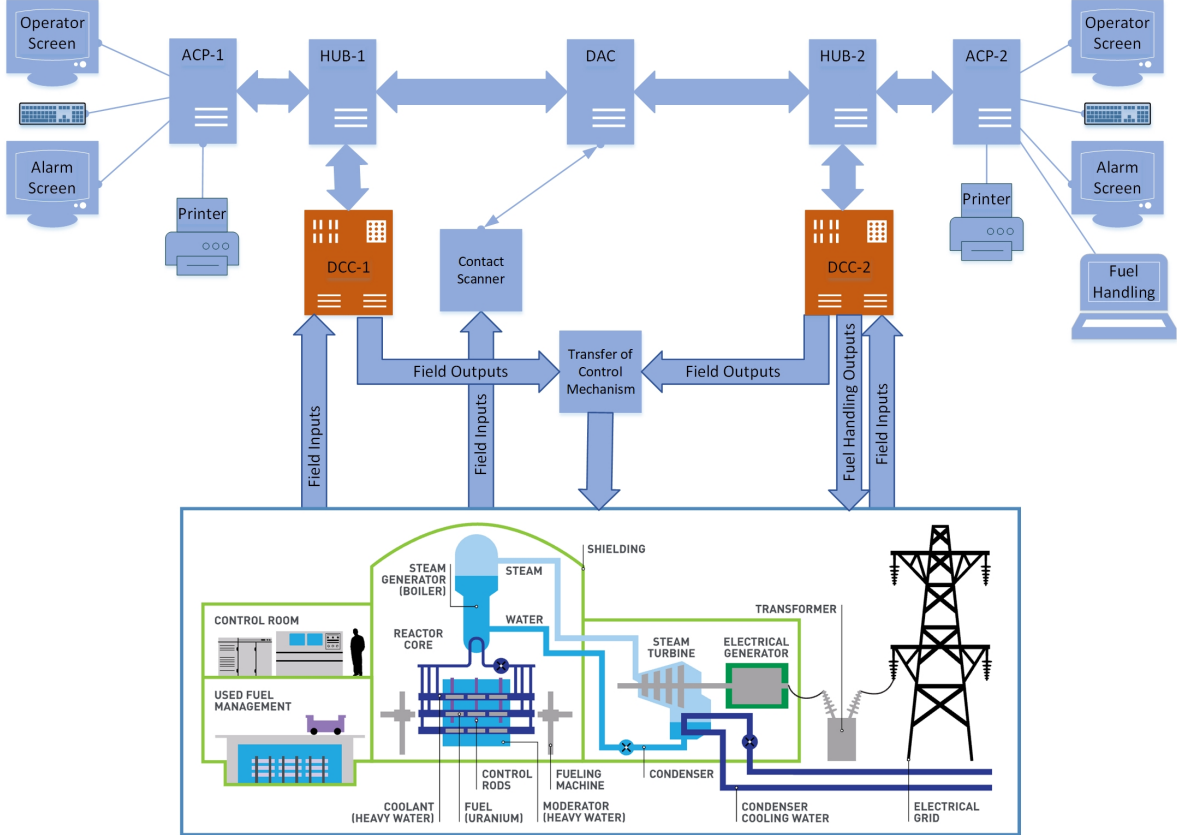 Operator
Screen
ACP-1
HUB-1
DAC
HUB-2
ACP-2
Operator
Screen
Alarm
Screen
Printer
DCC-1
Contact
Scanner
DCC-2
Printer
Alarm
Screen
Fuel
Handling
Field Outputs
Transfer of
Control
Mechanism
Field Outputs
Field Inputs
Field Inputs
Fuel Handling Outputs
Field Inputs
SHIELDING
STEAM
GENERATOR
(BOILER)
STEAM
WATER
REACTOR
CORE
CONTROL ROOM
USED FUEL
MANAGEMENT
STEAM
TURBINE
ELECTRICAL
GENERATOR
TRANSFORMER
COOLANT
(HEAVY WATER)
FUEL
(URANIUM)
CONTROL
RODS
MODERATOR
(HEAVY WATER)
FUELING
MACHINE
CONDENSER
CONDENSER
COOLING WATER
ELECTRICAL
GRID